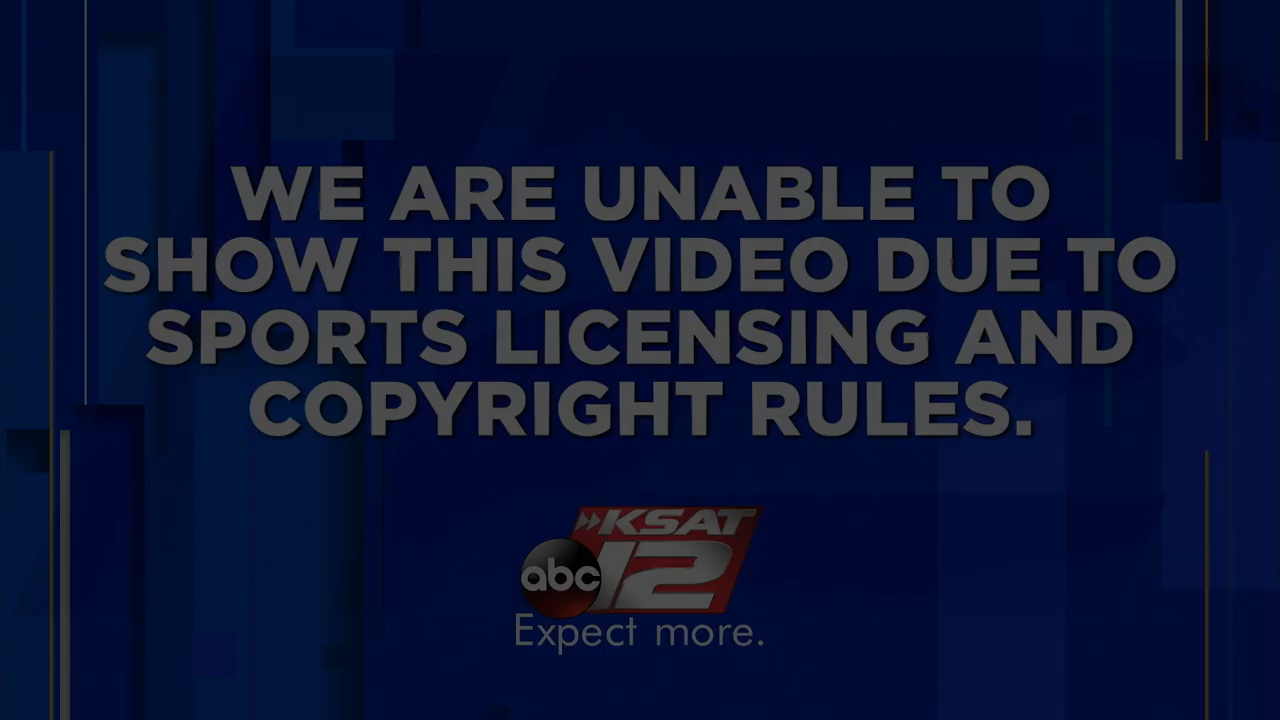 WE ARE UNABLE TO
SHOW THIS VIDEO DUE TO
SPORTS LICENSING AND
COPYRIGHT RULES.
KSAT
abc 12
Expect more.